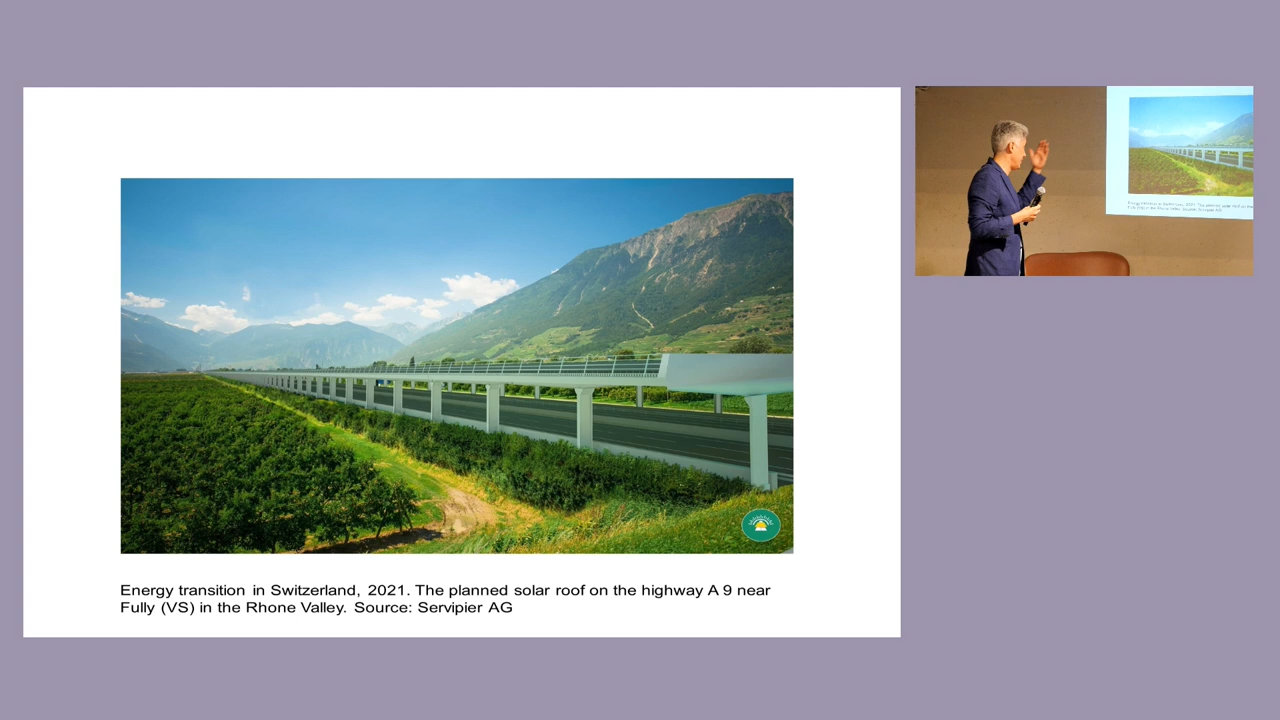 Energy transition in Switzerland, 2021. The planned solar roof on the highway A 9 near
Fully (VS) in the Rhone Valley. Source: Servipier AG